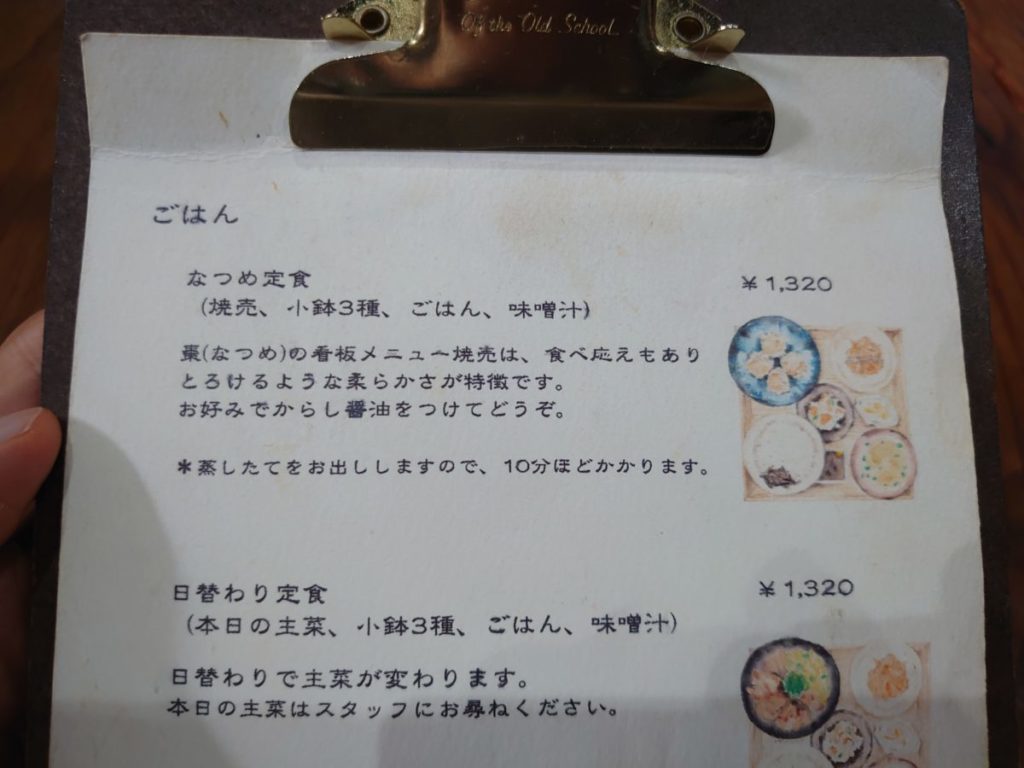 Of the Old School.
ごはん
なつめ定食
¥1,320
(焼売、小鉢3種、ごはん、味噌汁)
棗(なつめ)の看板メニュー焼売は、食べ応えもあり
とろけるような柔らかさが特徴です。
お好みでからし醤油をつけてどうぞ。
*蒸したてをお出ししますので、10分ほどかかります。
日替わり定食
¥1,320
(本日の主菜、小鉢3種、ごはん、味噌汁)
日替わりで主菜が変わります。
本日の主菜はスタッフにお尋ねください。